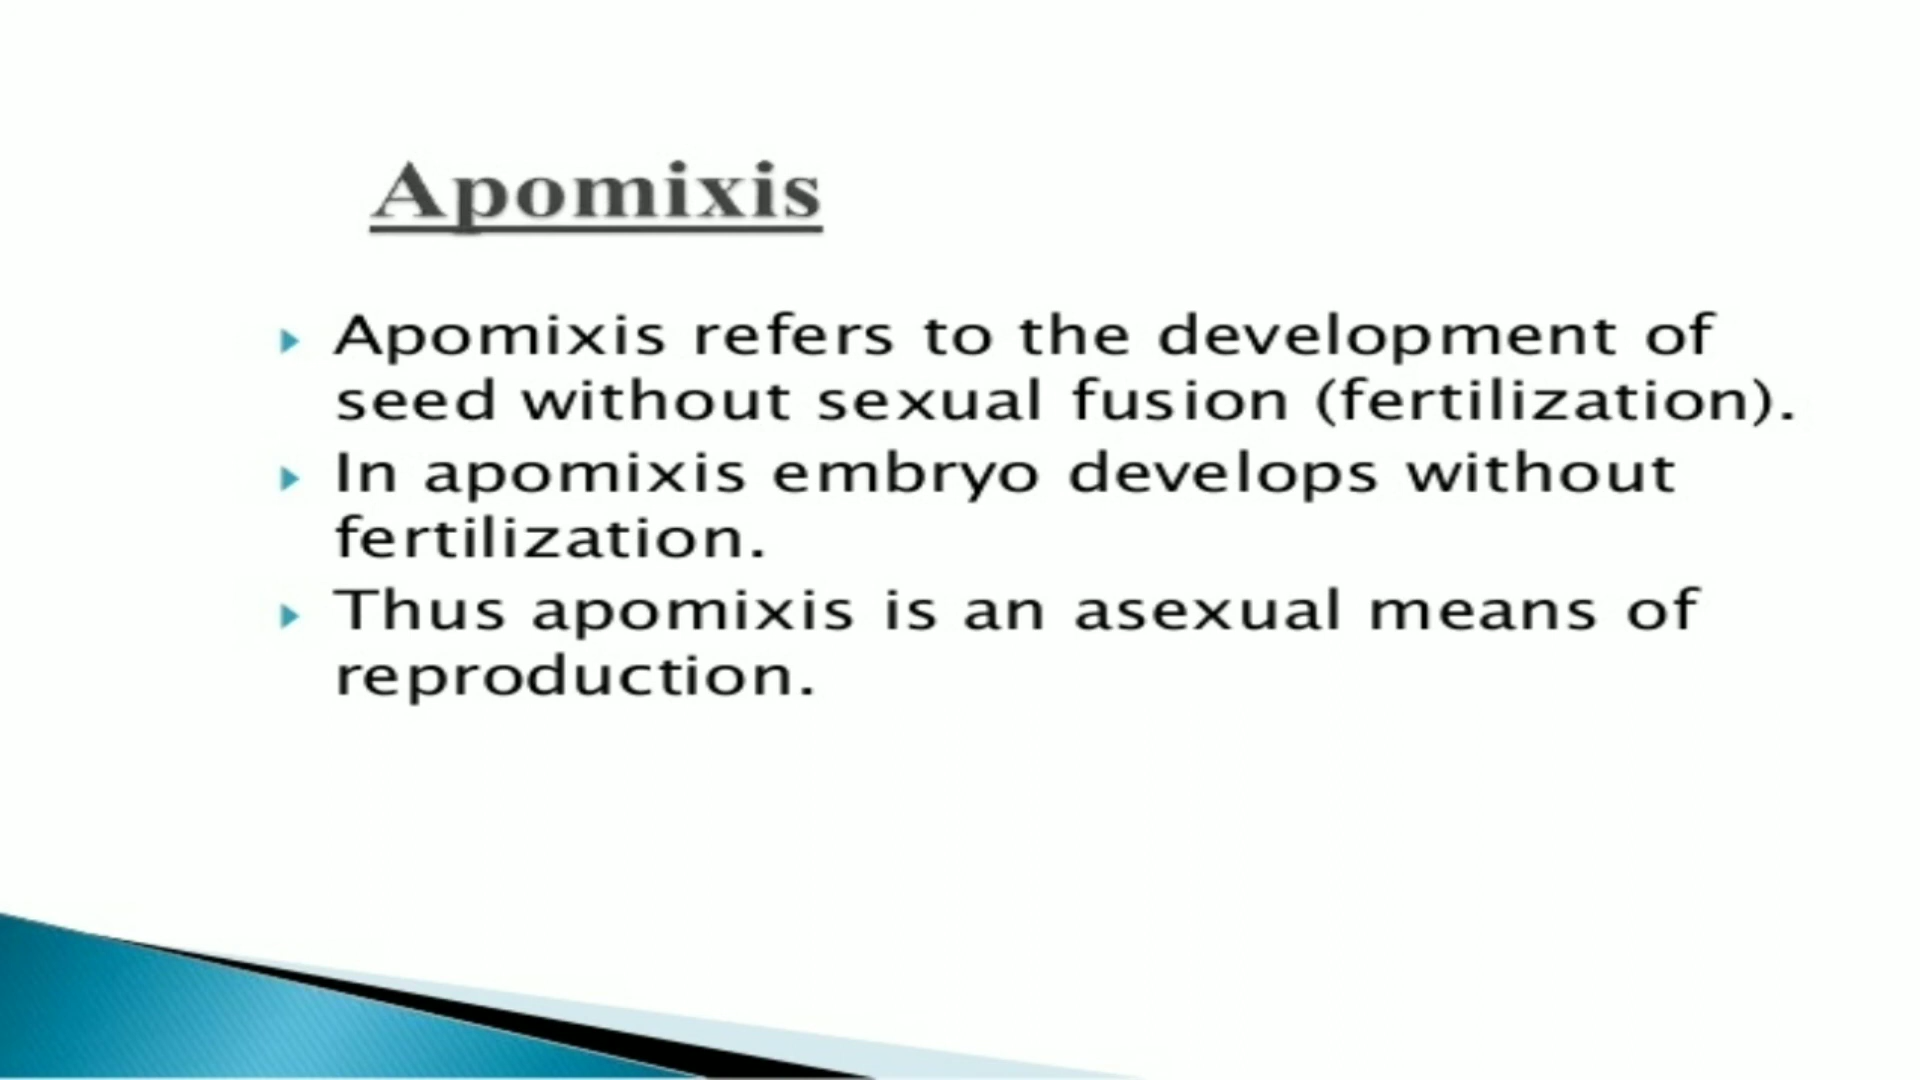 Apomixis
Apomixis refers to the development of
seed without sexual fusion (fertilization).
In apomixis embryo develops without
fertilization.
Thus apomixis is an asexual means of
reproduction.